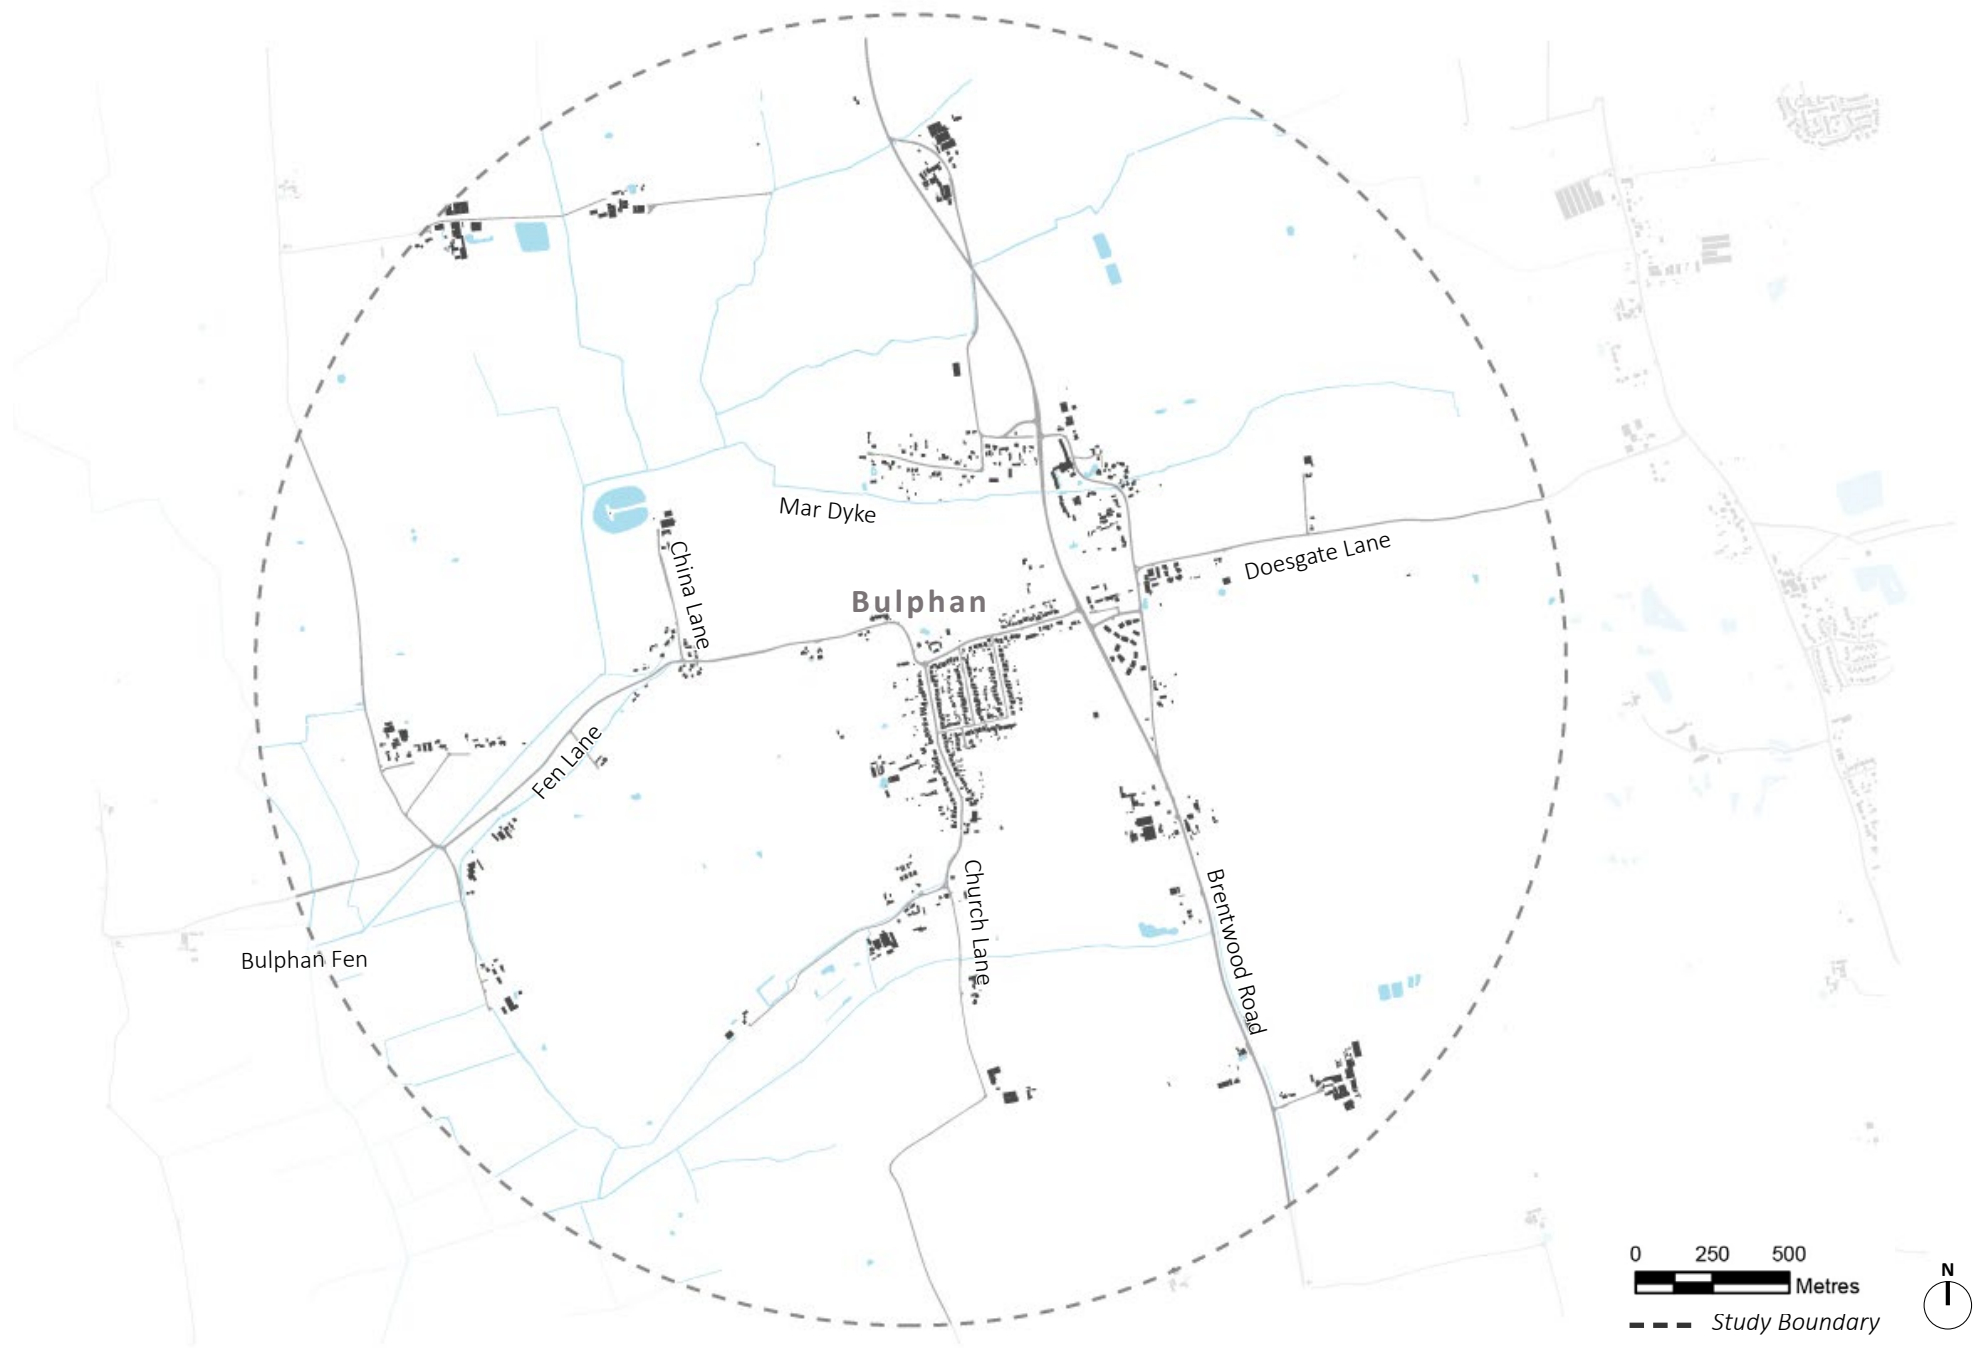 Mar Dyke
China Lane
Doesgate Lane
Bulphan
Fen Lane
Church Lane
Brentwood Road
Bulphan Fen
0 250 500
Metres
N
Study Boundary